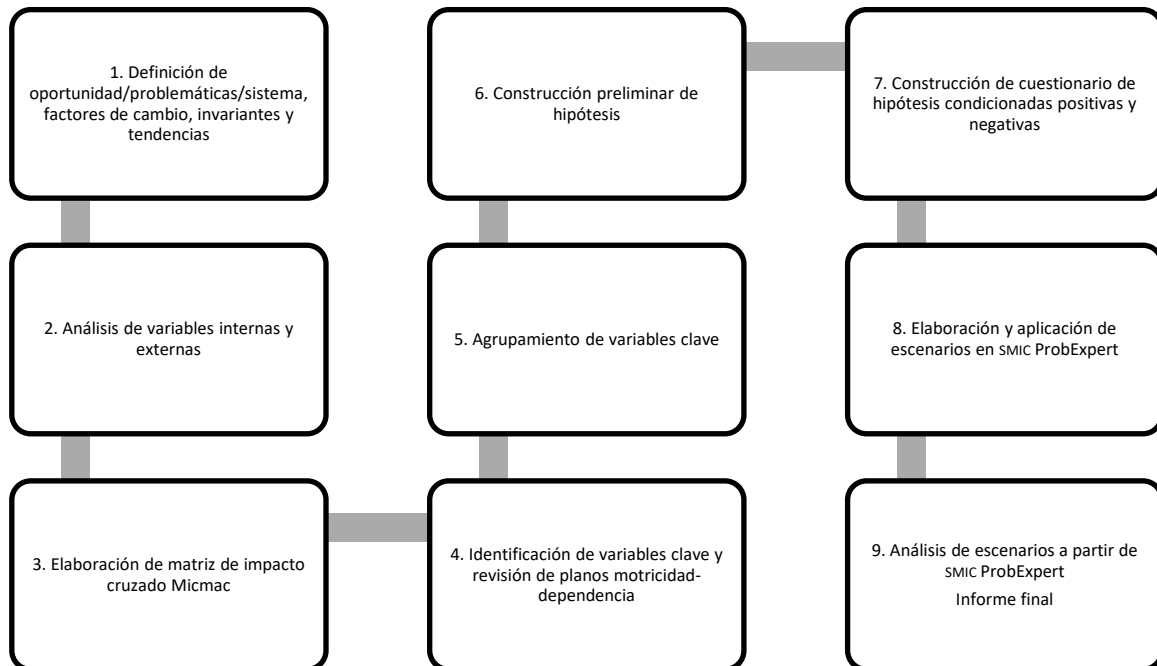 1. Definición de
oportunidad/problemáticas/sistema,
factores de cambio, invariantes y
tendencias
2. Análisis de variables internas y
externas
3. Elaboración de matriz de impacto
cruzado Micmac
4. Identificación de variables clave y
revisión de planos motricidad-
dependencia
5. Agrupamiento de variables clave
6. Construcción preliminar de
hipótesis
7. Construcción de cuestionario de
hipótesis condicionadas positivas y
negativas
8. Elaboración y aplicación de
escenarios en SMIC ProbExpert
9. Análisis de escenarios a partir de
SMIC ProbExpert
Informe final